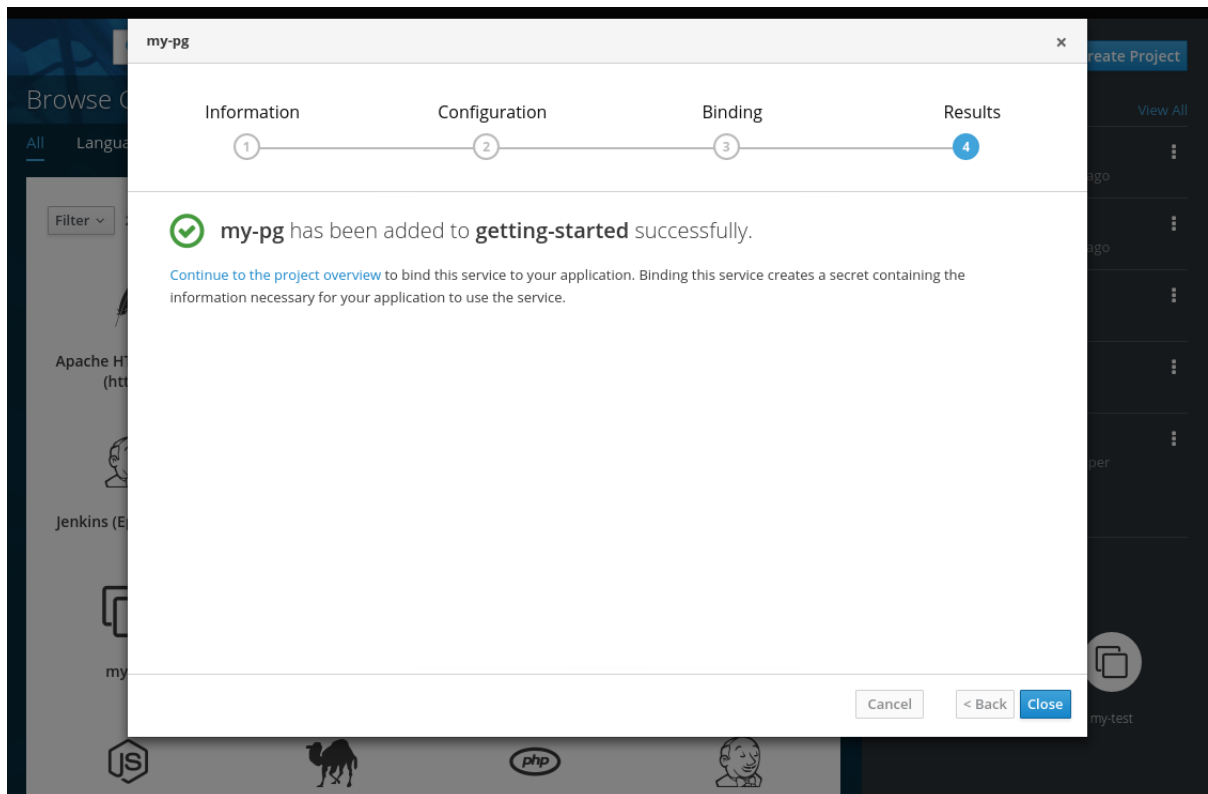 my-pg
×
Create Project
Browse C
Information
Configuration
Binding
Results
View All
All
Langua
1
2
3
4
ago
Filter
my-pg has been added to getting-started successfully.
ago
Continue to the project overview to bind this service to your application. Binding this service creates a secret containing the
information necessary for your application to use the service.
Apache HT
(htt
per
Jenkins (E
my
Cancel
< Back
Close
my-test
JS
php